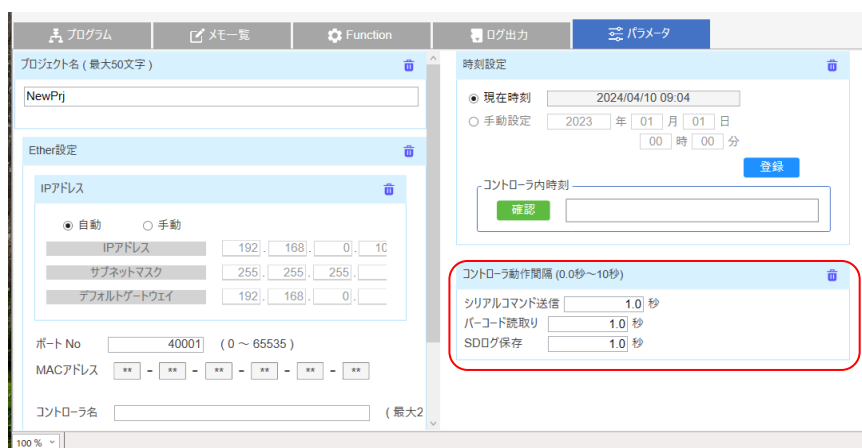 プログラム
メモ一覧
Function
ログ出力
パラメータ
プロジェクト名 ( 最大50文字 )
NewPrj
Ether設定
IPアドレス
自動 手動
IPアドレス 192 . 168 . 0 . 10
サブネットマスク 255 . 255 . 255 .
デフォルトゲートウェイ 192 . 168 . 0 .
ポート No 40001 ( 0 ~ 65535 )
MACアドレス ** - ** - ** - ** - ** - **
コントローラ名 ( 最大2
時刻設定
現在時刻 2024/04/10 09:04
手動設定 2023 年 01 月 01 日
00 時 00 分
登録
コントローラ内時刻
確認
コントローラ動作間隔 (0.0秒~10秒)
シリアルコマンド送信 1.0 秒
バーコード読取り 1.0 秒
SDログ保存 1.0 秒
100 %